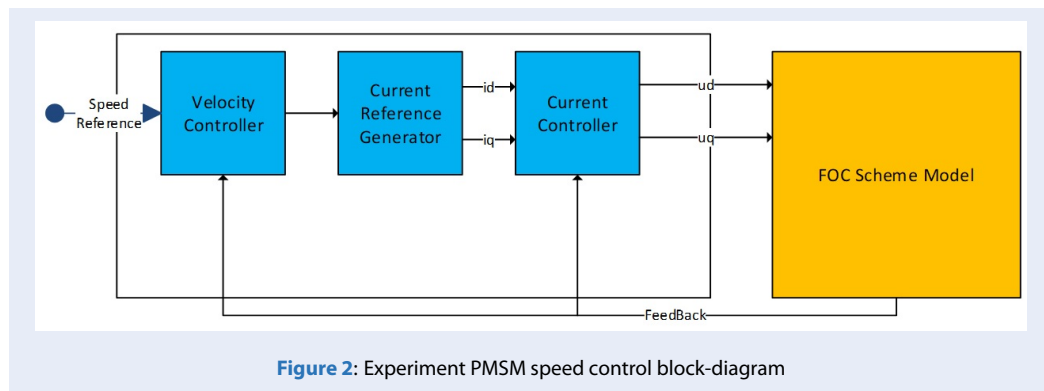 Speed
Reference
Velocity
Controller
Current
Reference
Generator
id
iq
Current
Controller
ud
uq
FOC Scheme Model
FeedBack
Figure 2: Experiment PMSM speed control block-diagram